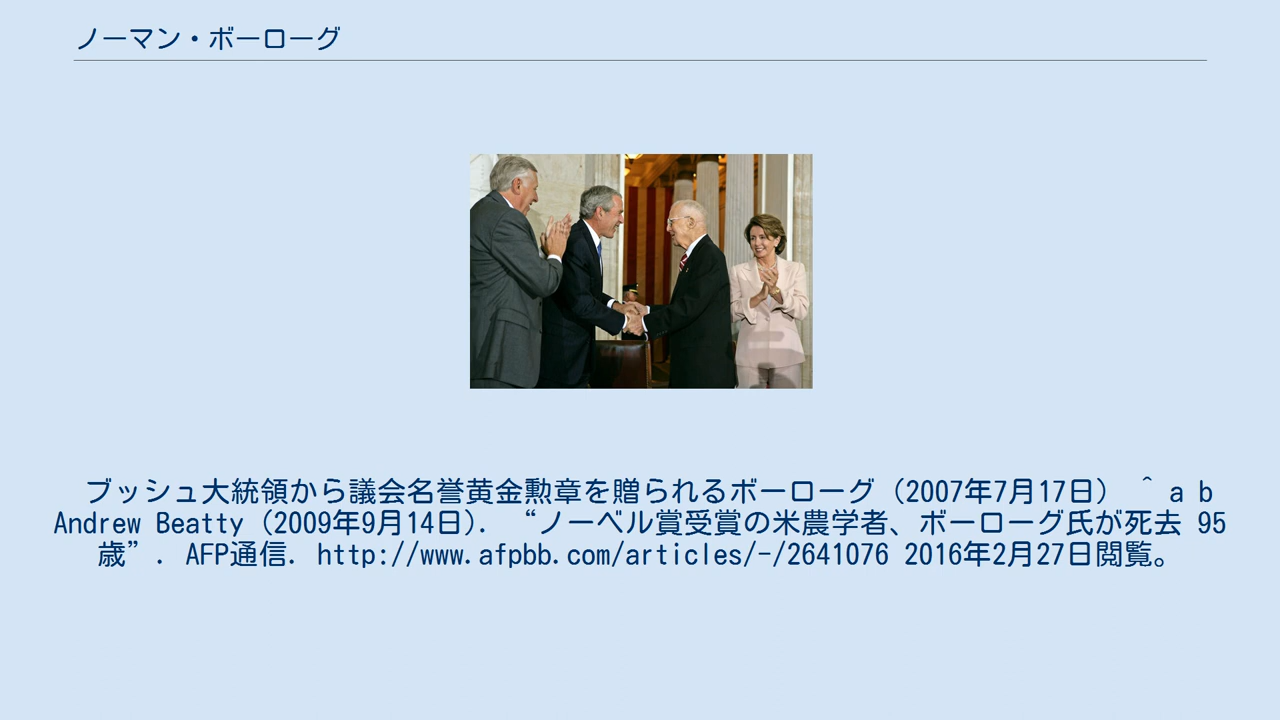 ノーマン・ボーローグ
ブッシュ大統領から議会名誉黄金勲章を贈られるボーローグ（2007年7月17日） ^ a b
Andrew Beatty (2009年9月14日). “ノーベル賞受賞の米農学者、ボーローグ氏が死去 95
歳”. AFP通信. http://www.afpbb.com/articles/-/2641076 2016年2月27日閲覧。